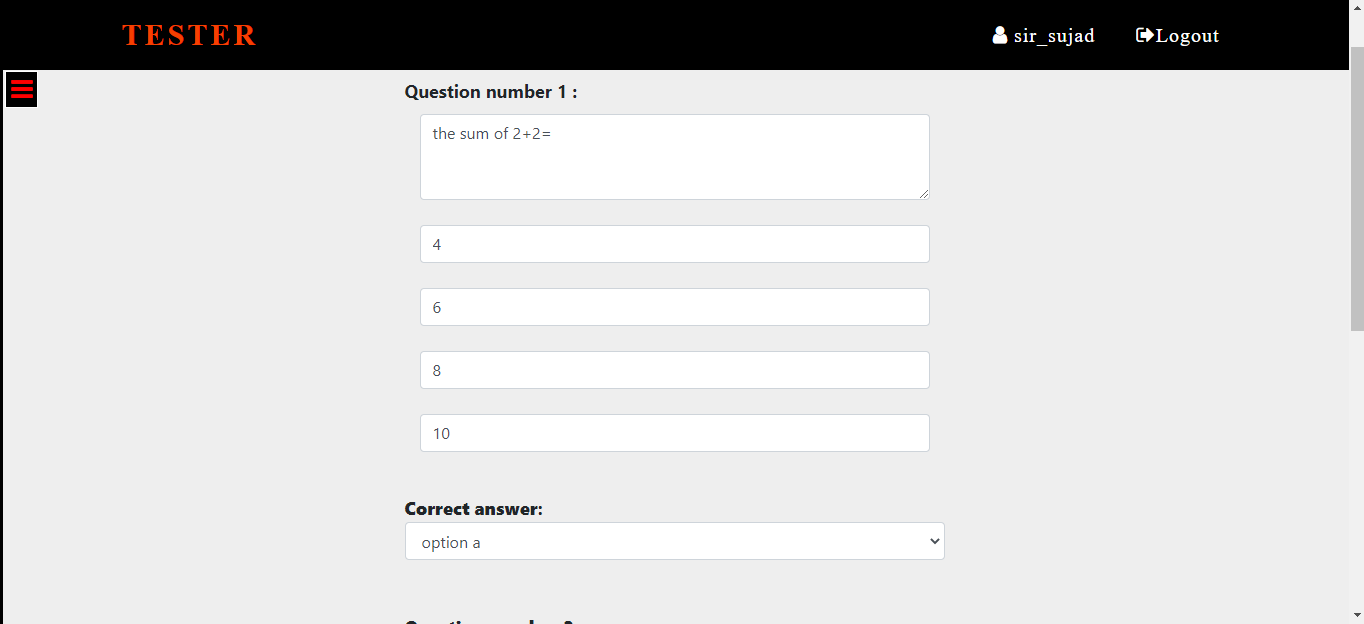 TESTER
sir_sujad
Logout
Question number 1 :
the sum of 2+2=
4
6
8
10
Correct answer:
option a